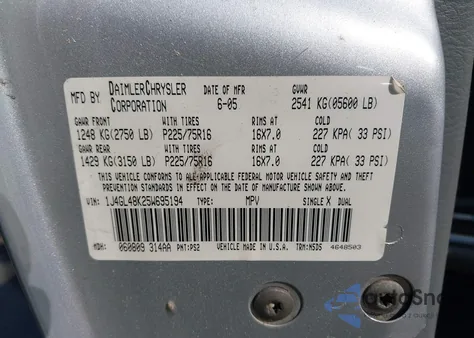 MFD BY DAIMLERCHRYSLER CORPORATION DATE OF MFR 6-05 GVWR 2541 KG(05600 LB)
GAWR FRONT WITH TIRES RIMS AT COLD
1248 KG(2750 LB) P225/75R16 16X7.0 227 KPA( 33 PSI)
GAWR REAR WITH TIRES RIMS AT COLD
1429 KG(3150 LB) P225/75R16 16X7.0 227 KPA( 33 PSI)
THIS VEHICLE CONFORMS TO ALL-APPLICABLE FEDERAL MOTOR VEHICLE SAFETY AND THEFT
PREVENTION STANDARDS IN EFFECT ON THE DATE OF MANUFACTURE SHOWN ABOVE.
VIN: 1J4GL48K25W695194 TYPE: MPV SINGLE X DUAL
MDH: 060809 314AA PNT:PS2 VEHICLE MADE IN U.S.A. TRM:N5DS 4648503